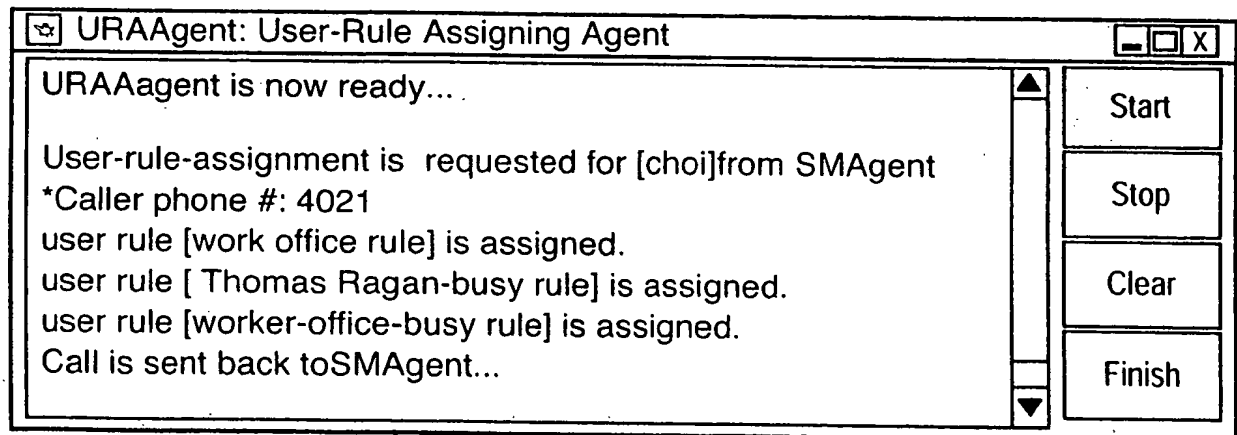 URAAgent: User-Rule Assigning Agent
X
URAAagent is now ready...
User-rule-assignment is requested for [choi]from SMAgent
*Caller phone #: 4021
user rule [work office rule] is assigned.
user rule [ Thomas Ragan-busy rule] is assigned.
user rule [worker-office-busy rule] is assigned.
Call is sent back toSMAgent...
Start
Stop
Clear
Finish